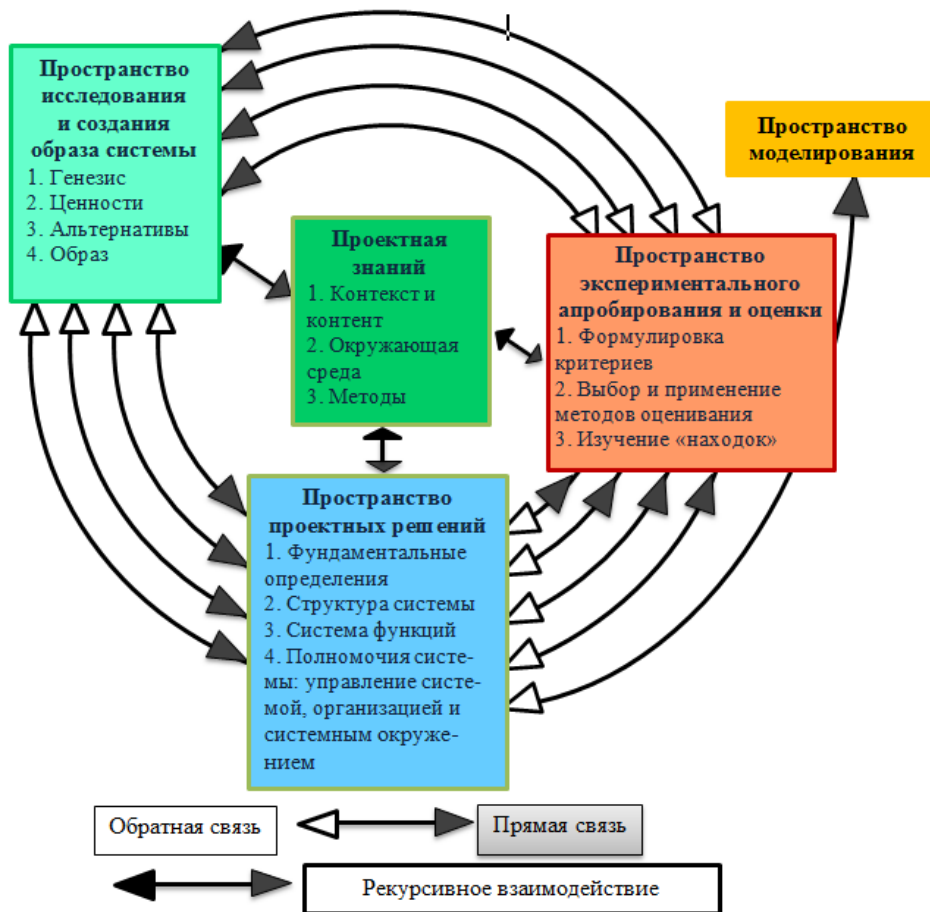 Пространство
исследования
и создания
образа системы
1. Генезис
2. Ценности
3. Альтернативы
4. Образ
Пространство
моделирования
Проектная
знаний
1. Контекст и
контент
2. Окружающая
среда
3. Методы
Пространство
экспериментального
апробирования и оценки
1. Формулировка
критериев
2. Выбор и применение
методов оценивания
3. Изучение «находок»
Пространство
проектных решений
1. Фундаментальные
определения
2. Структура системы
3. Система функций
4. Полномочия систе-
мы: управление систе-
мой, организацией и
системным окруже-
нием
Обратная связь
Прямая связь
Рекурсивное взаимодействие